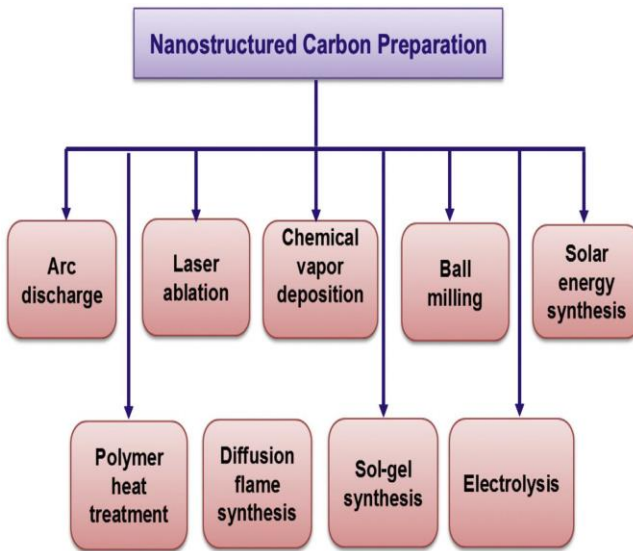 Nanostructured Carbon Preparation
Arc
discharge
Laser
ablation
Chemical
vapor
deposition
Ball
milling
Solar
energy
synthesis
Polymer
heat
treatment
Diffusion
flame
synthesis
Sol-gel
synthesis
Electrolysis